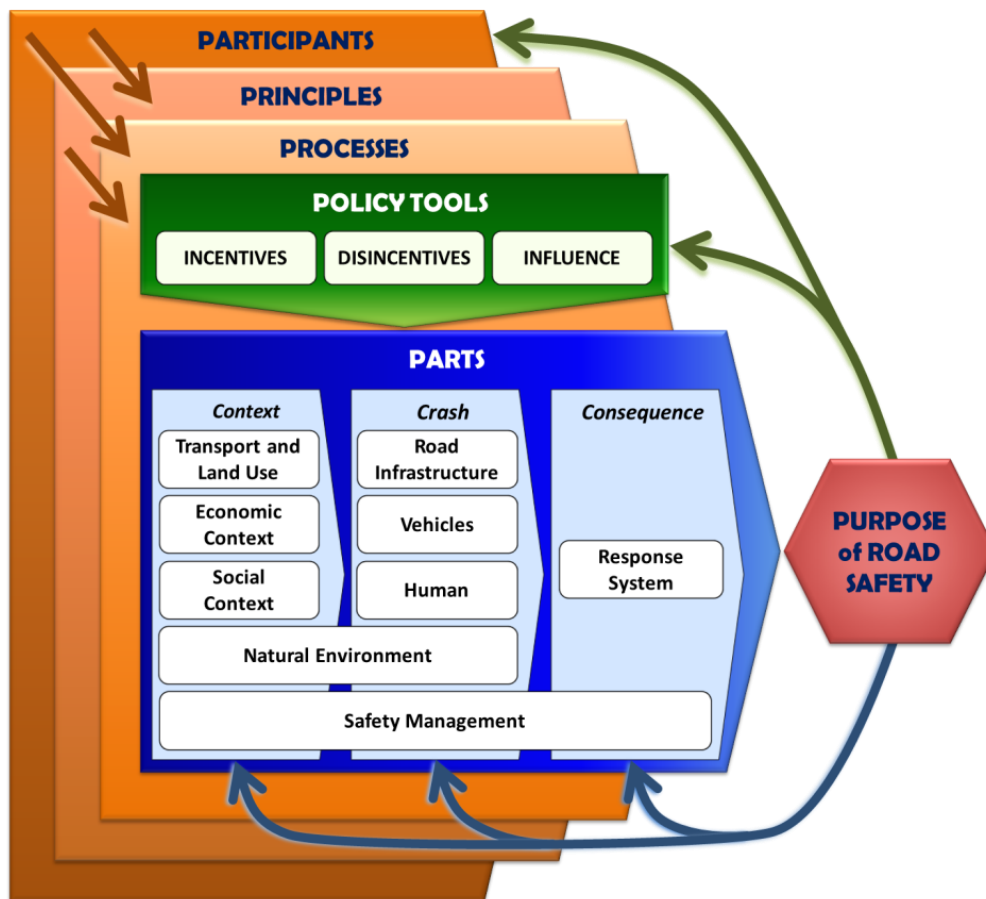 PARTICIPANTS
PRINCIPLES
PROCESSES
POLICY TOOLS
INCENTIVES
DISINCENTIVES
INFLUENCE
PARTS
Context
Transport and
Land Use
Economic
Context
Social
Context
Crash
Road
Infrastructure
Vehicles
Human
Consequence
Response
System
Natural Environment
Safety Management
PURPOSE
of ROAD
SAFETY